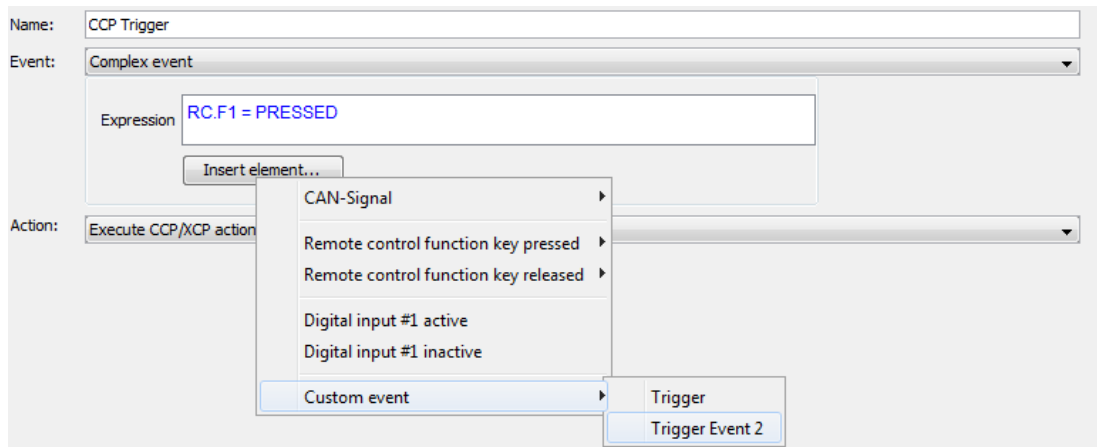 Name: CCP Trigger
Event: Complex event
Expression RC.F1 = PRESSED
Insert element...
CAN-Signal
Action: Execute CCP/XCP action
Remote control function key pressed
Remote control function key released
Digital input #1 active
Digital input #1 inactive
Custom event
Trigger
Trigger Event 2